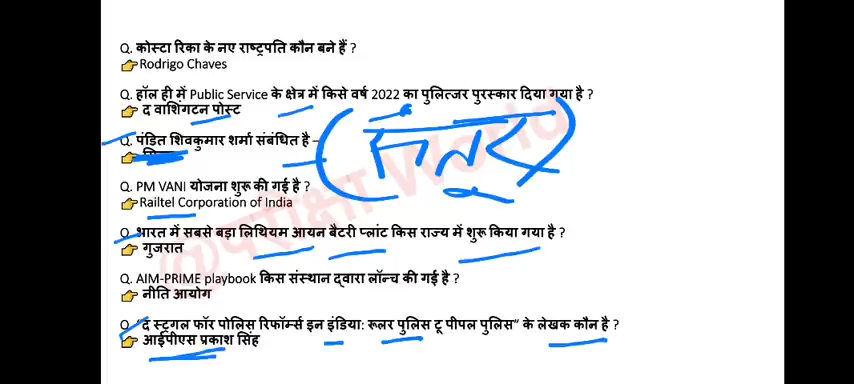 Q. कोस्टा रिका के नए राष्ट्रपति कौन बने हैं ?
👉 Rodrigo Chaves
Q. हॉल ही में Public Service के क्षेत्र में किसे वर्ष 2022 का पुलित्जर पुरस्कार दिया गया है ?
👉 द वाशिंगटन पोस्ट
Q. पंडित शिवकुमार शर्मा संबंधित है –
👉
Q. PM VANI योजना शुरू की गई है ?
👉 Railtel Corporation of India
Q. भारत में सबसे बड़ा लिथियम आयन बैटरी प्लांट किस राज्य में शुरू किया गया है ?
👉 गुजरात
Q. AIM-PRIME playbook किस संस्थान द्वारा लॉन्च की गई है ?
👉 नीति आयोग
Q. “द स्ट्रगल फॉर पोलिस रिफॉर्म्स इन इंडिया: रूलर पुलिस टू पीपल पुलिस” के लेखक कौन है ?
👉 आईपीएस प्रकाश सिंह
@परीक्षा World